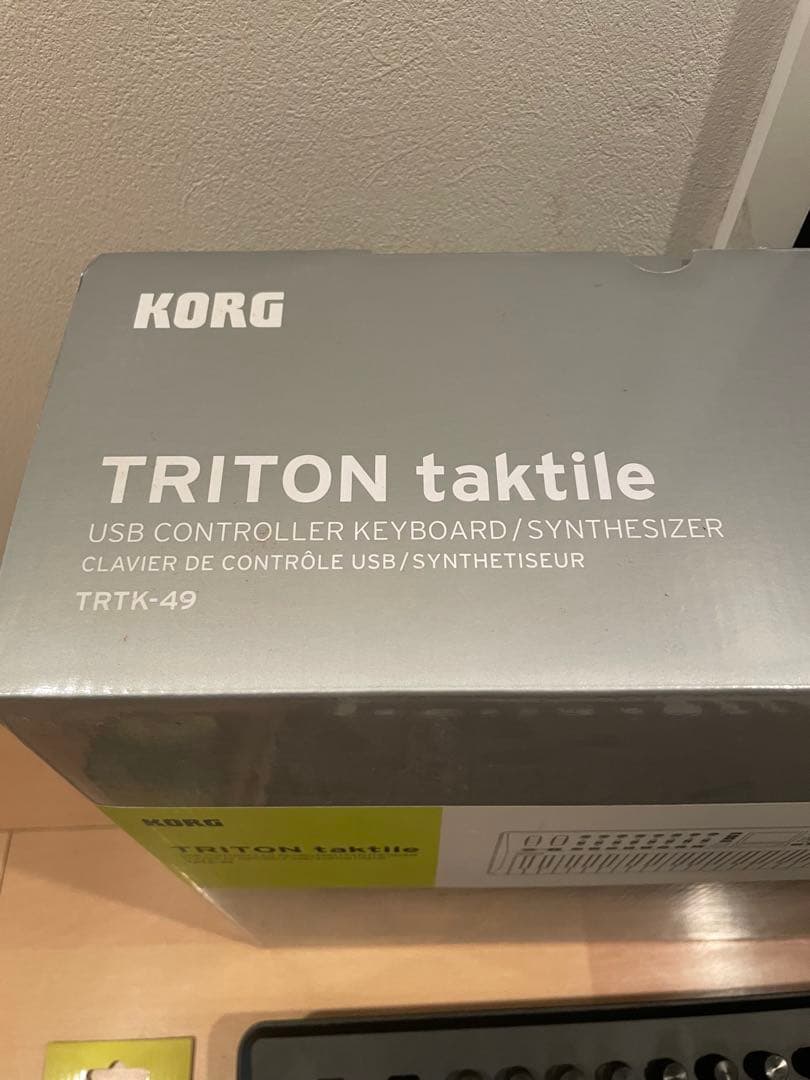 KORG
TRITON taktile
USB CONTROLLER KEYBOARD/SYNTHESIZER
CLAVIER DE CONTRÔLE USB/SYNTHETISEUR
TRTK-49
KORG
TRITON taktile